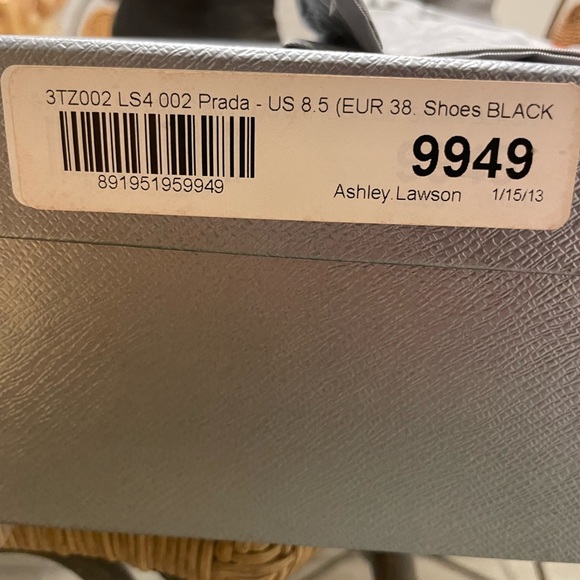 3TZ002 LS4 002 Prada - US 8.5 (EUR 38. Shoes BLACK
9949
891951959949
Ashley.Lawson 1/15/13